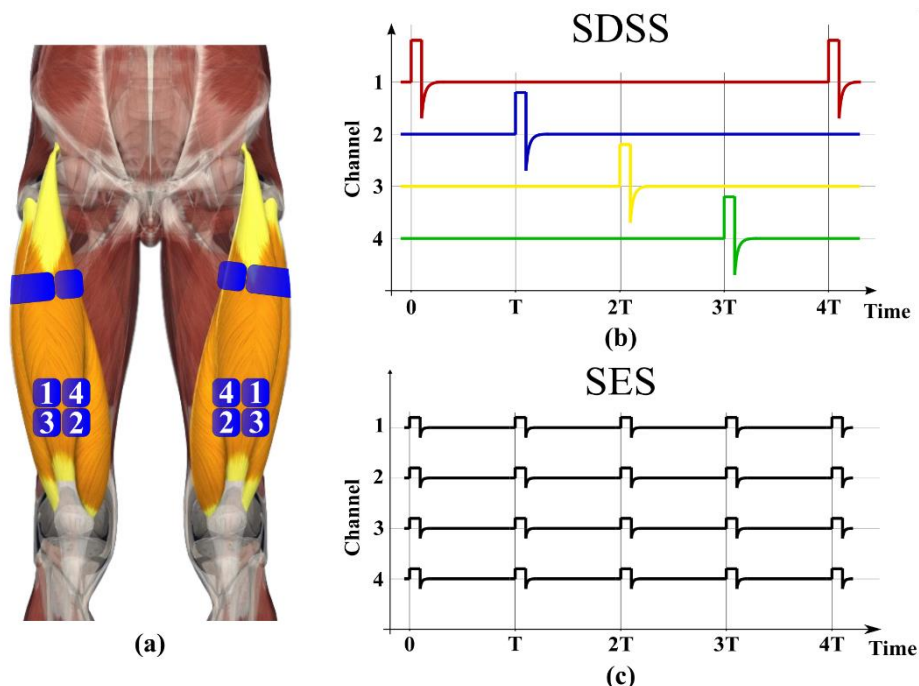 1 4
3 2
4 1
2 3
(a)
SDSS
Channel
1
2
3
4
0 T 2T 3T 4T Time
(b)
SES
Channel
1
2
3
4
0 T 2T 3T 4T Time
(c)